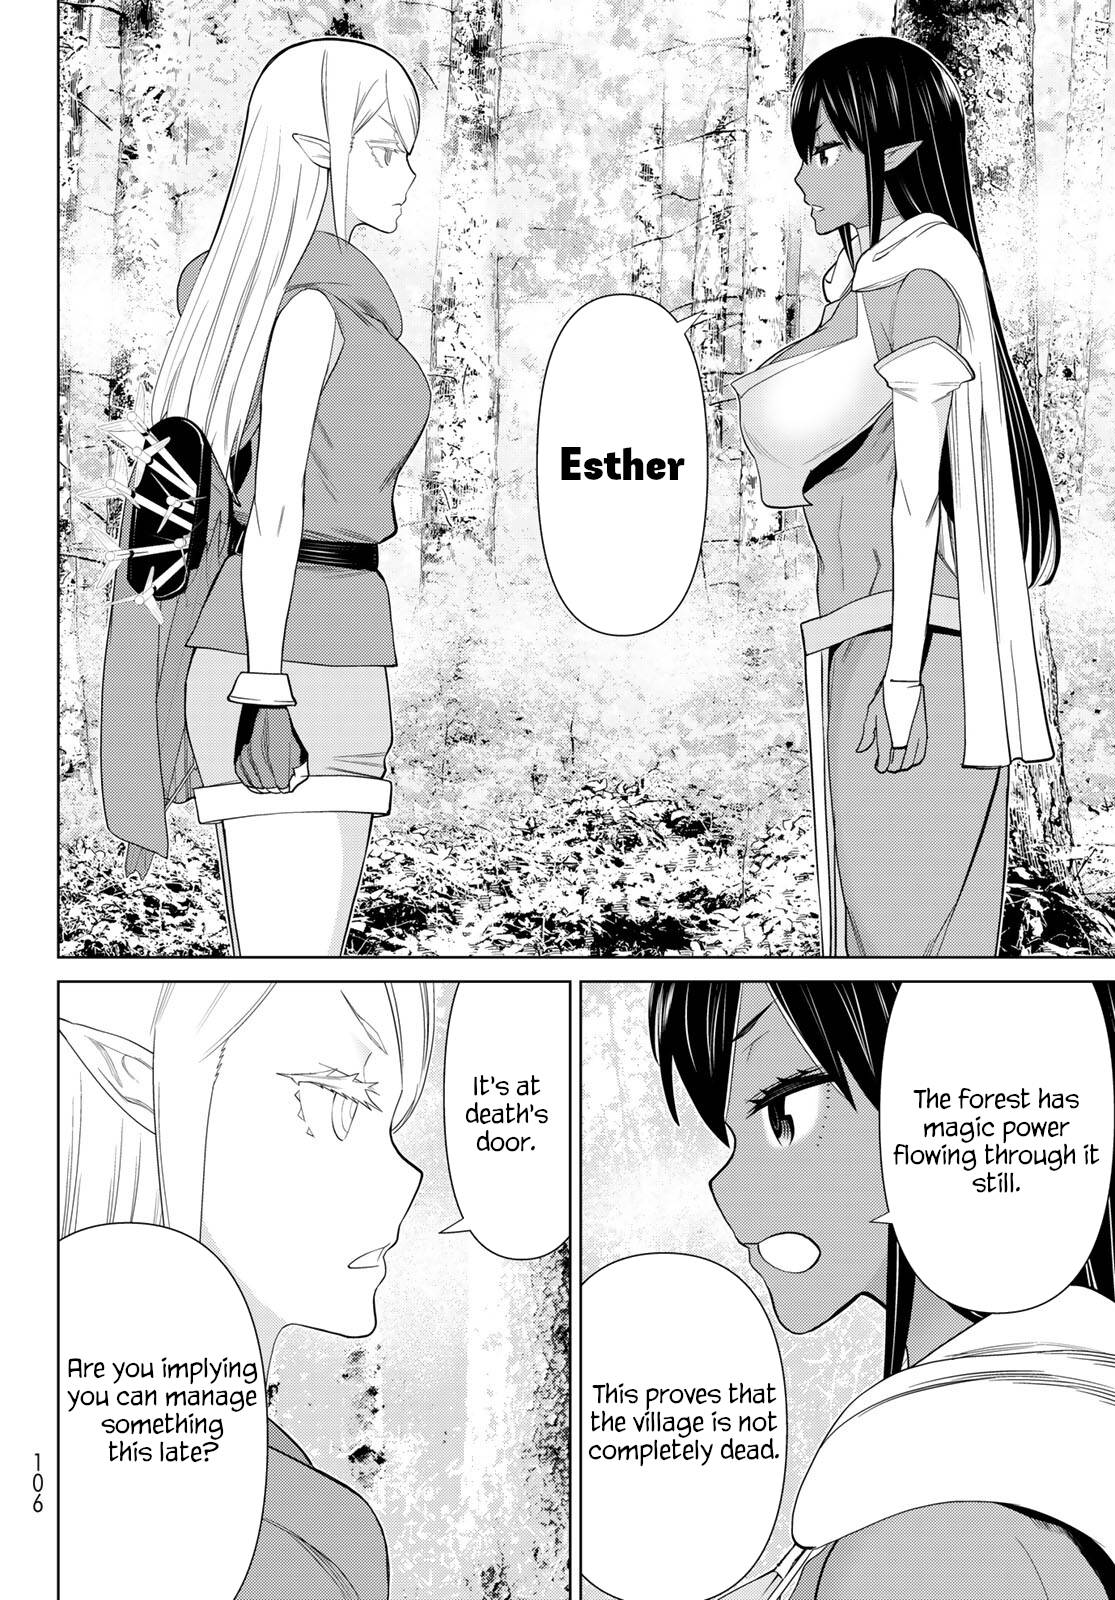 Esther
The forest has
magic power
flowing through it
still.
This proves that
the village is not
completely dead.
It's at
death's
door.
Are you implying
you can manage
something
this late?
106